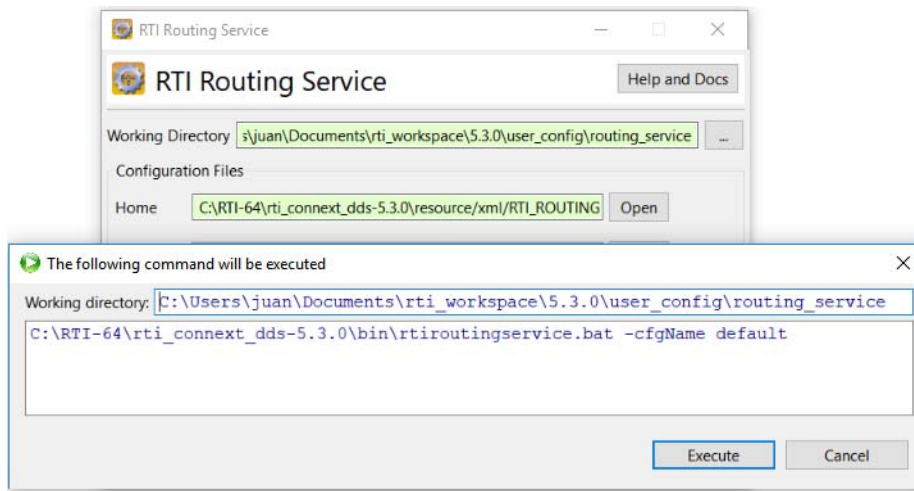 RTI Routing Service
RTI Routing Service Help and Docs
Working Directory s\juan\Documents\rti_workspace\5.3.0\user_config\routing_service ...
Configuration Files
Home C:\RTI-64\rti_connext_dds-5.3.0\resource/xml/RTI_ROUTING Open
The following command will be executed
Working directory: C:\Users\juan\Documents\rti_workspace\5.3.0\user_config\routing_service
C:\RTI-64\rti_connext_dds-5.3.0\bin\rtiroutingservice.bat -cfgName default
Execute Cancel